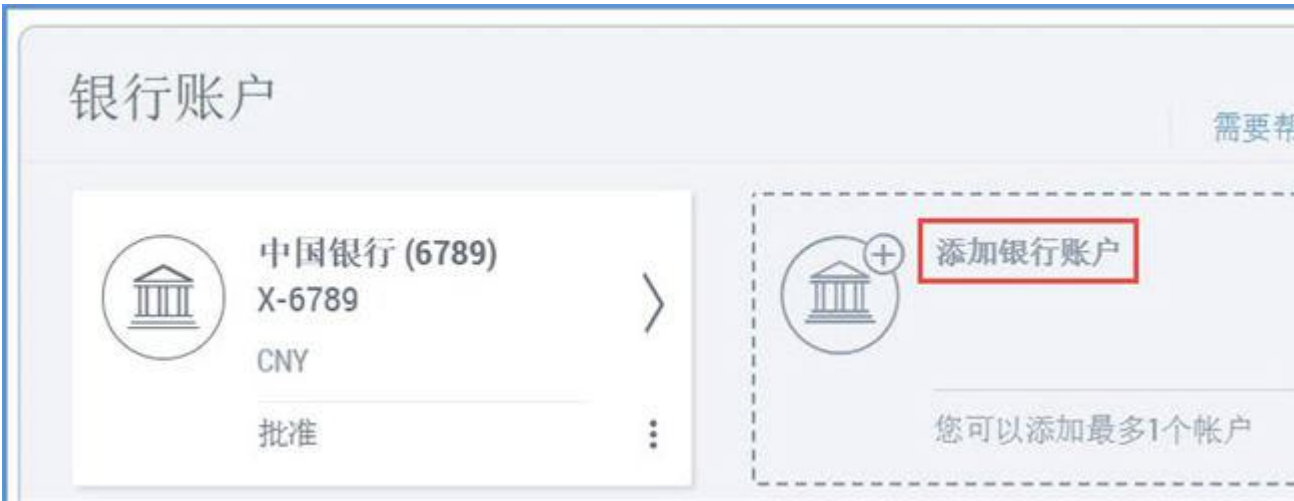 银行账户
需要帮
中国银行 (6789)
X-6789
CNY
批准
添加银行账户
您可以添加最多1个帐户